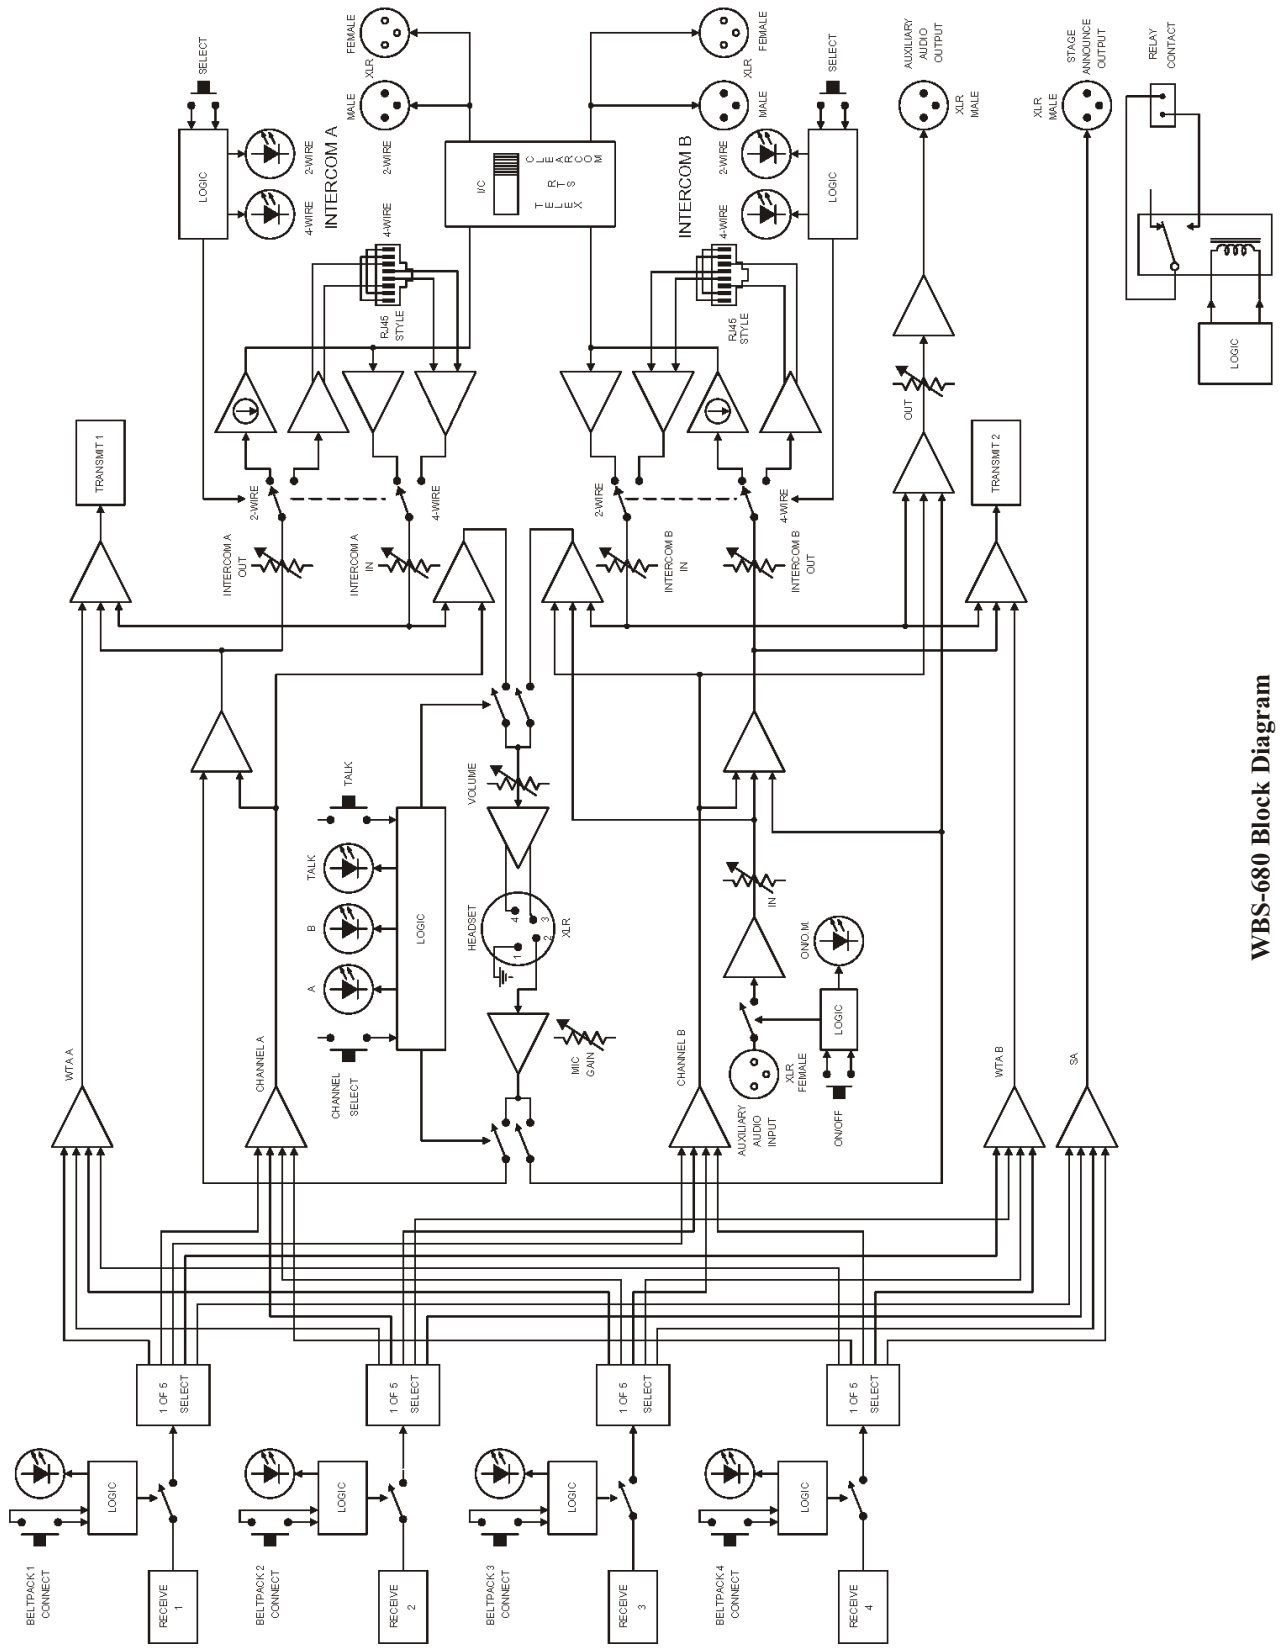 WBS-680 Block Diagram
BELTPACK 1
CONNECT
LOGIC
RECEIVE
1
1 OF 5
SELECT
BELTPACK 2
CONNECT
LOGIC
RECEIVE
2
1 OF 5
SELECT
BELTPACK 3
CONNECT
LOGIC
RECEIVE
3
1 OF 5
SELECT
BELTPACK 4
CONNECT
LOGIC
RECEIVE
4
1 OF 5
SELECT
WTA A
CHANNEL A
CHANNEL B
WTA B
SA
CHANNEL
SELECT
A
B
TALK
TALK
LOGIC
HEADSET
1
2
3
4
XLR
VOLUME
MIC
GAIN
AUXILIARY
AUDIO
INPUT
XLR
FEMALE
IN
ON/OFF
LOGIC
ON/O.M.
TRANSMIT 1
INTERCOM A
OUT
INTERCOM A
IN
2-WIRE
4-WIRE
RJ45
STYLE
LOGIC
SELECT
4-WIRE
2-WIRE
INTERCOM A
4-WIRE
2-WIRE
MALE
XLR
FEMALE
I/C
TELEX
RTS
CLEARCOM
INTERCOM B
IN
INTERCOM B
OUT
2-WIRE
4-WIRE
RJ45
STYLE
INTERCOM B
4-WIRE
2-WIRE
MALE
XLR
FEMALE
LOGIC
SELECT
TRANSMIT 2
OUT
AUXILIARY
AUDIO
OUTPUT
XLR
MALE
STAGE
ANNOUNCE
OUTPUT
XLR
MALE
RELAY
CONTACT
LOGIC